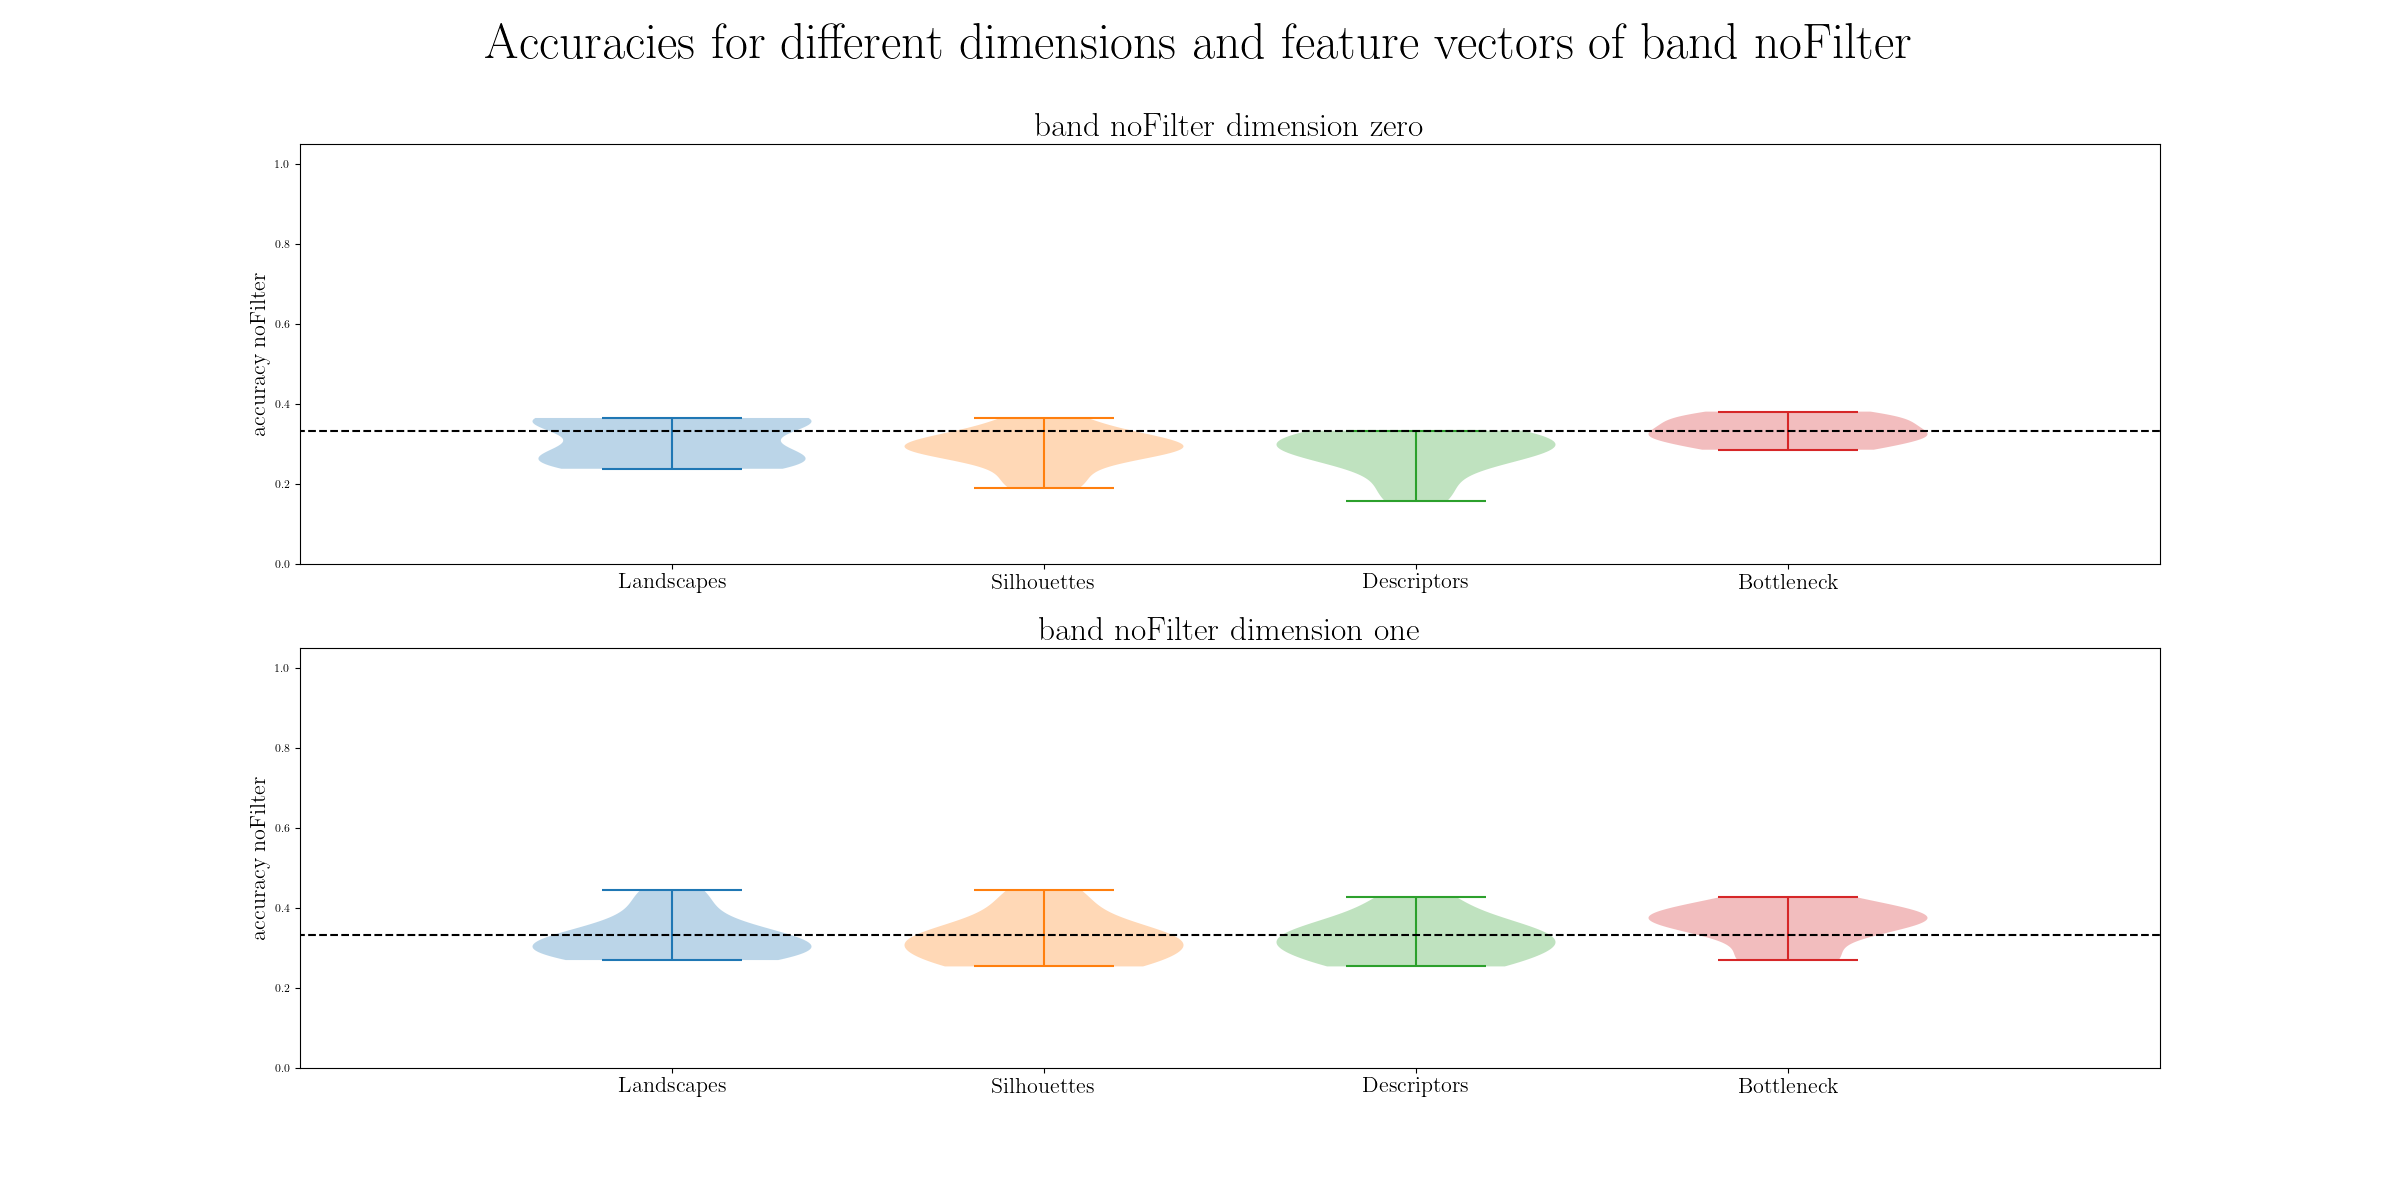 Accuracies for different dimensions and feature vectors of band noFilter
band noFilter dimension zero
accuracy noFilter
1.0
0.8
0.6
0.4
0.2
0.0
Landscapes Silhouettes Descriptors Bottleneck
band noFilter dimension one
accuracy noFilter
1.0
0.8
0.6
0.4
0.2
0.0
Landscapes Silhouettes Descriptors Bottleneck